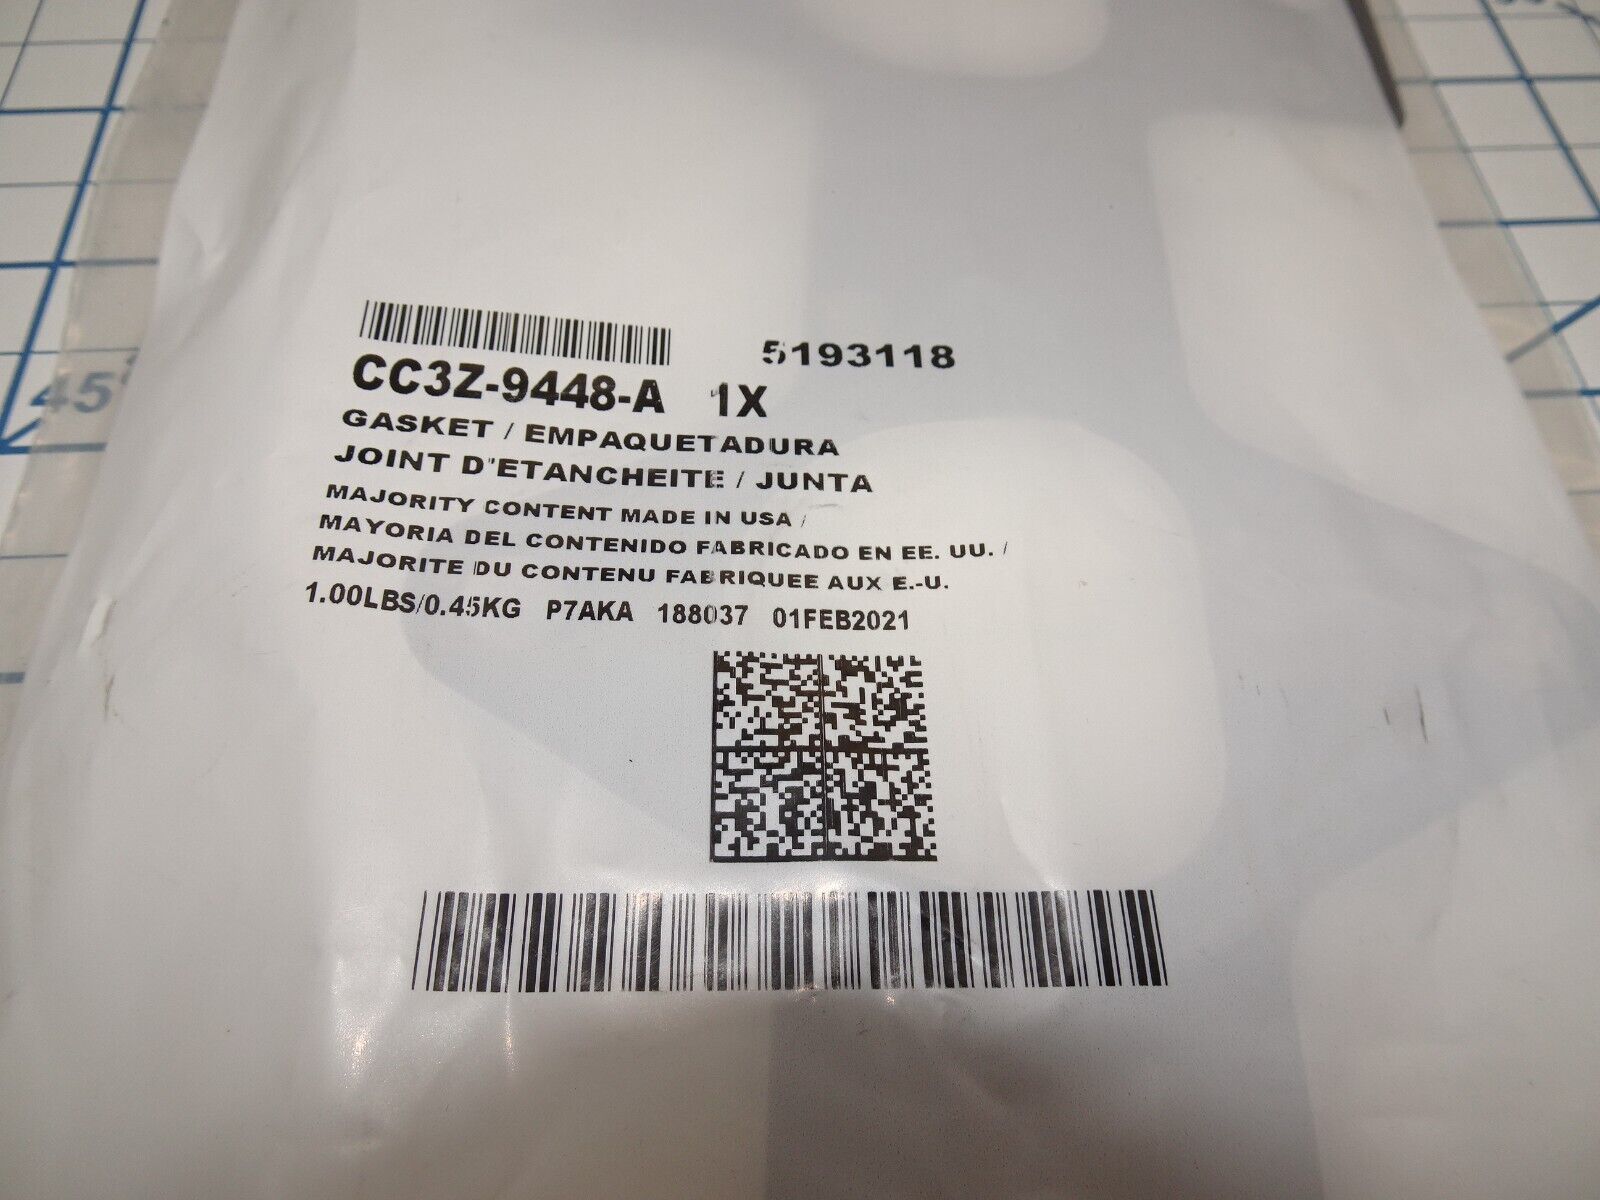 5193118
CC3Z-9448-A 1X
GASKET / EMPAQUETADURA
JOINT D'ETANCHEITE / JUNTA
MAJORITY CONTENT MADE IN USA /
MAYORIA DEL CONTENIDO FABRICADO EN EE. UU. /
MAJORITE DU CONTENU FABRIQUEE AUX E.-U.
1.00LBS/0.45KG P7AKA 188037 01FEB2021
45°